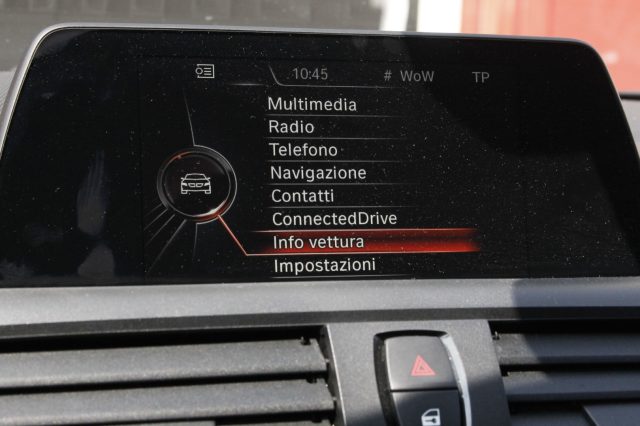 10:45 # WoW TP
Multimedia
Radio
Telefono
Navigazione
Contatti
ConnectedDrive
Info vettura
Impostazioni